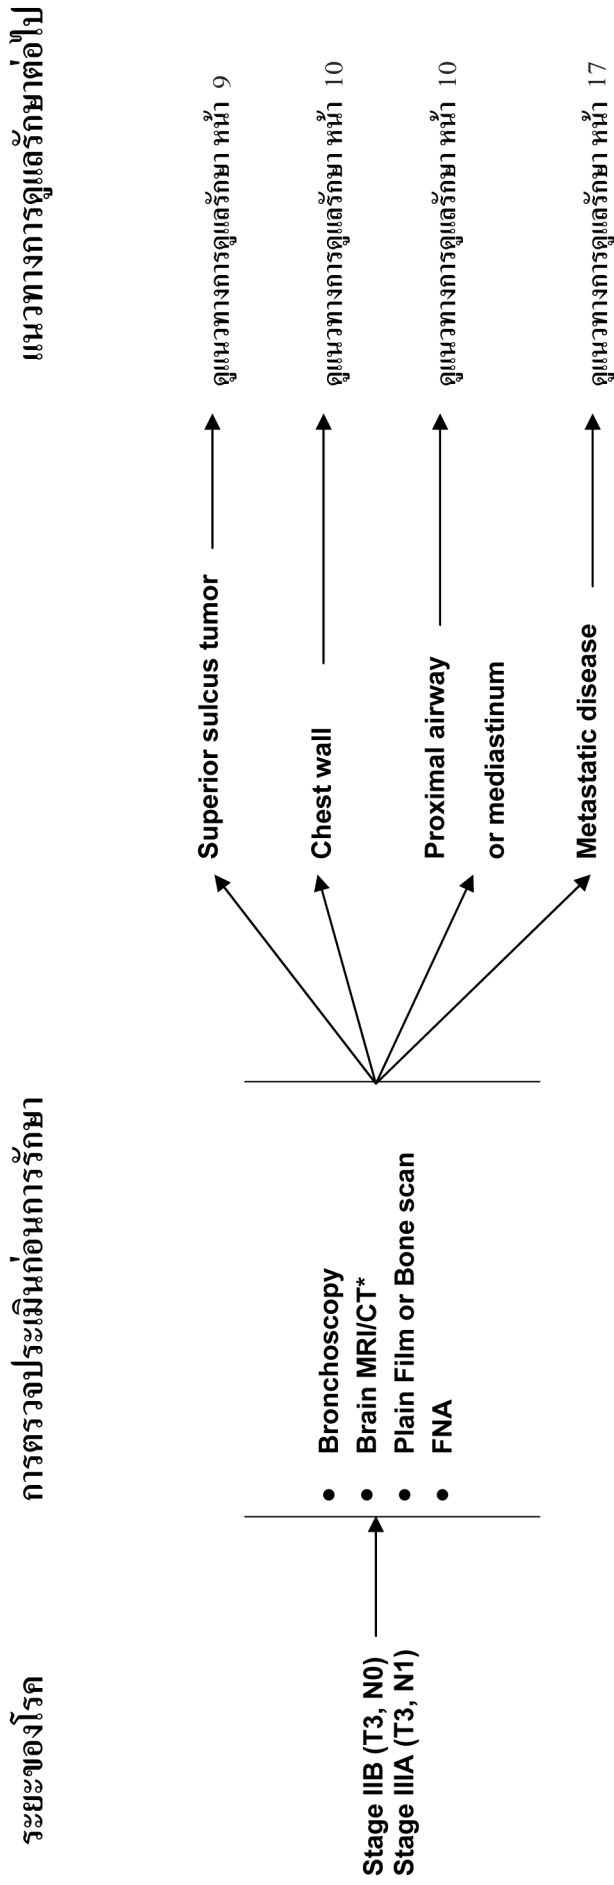 ระยะของโรค
การตรวจประเมินก่อนการรักษา
แนวทางการดูแลรักษาต่อไป
Stage IIB (T3, N0)
Stage IIIA (T3, N1)
• Bronchoscopy
• Brain MRI/CT*
• Plain Film or Bone scan
• FNA
Superior sulcus tumor
ดูแนวทางการดูแลรักษา หน้า 9
Chest wall
ดูแนวทางการดูแลรักษา หน้า 10
Proximal airway
or mediastinum
ดูแนวทางการดูแลรักษา หน้า 10
Metastatic disease
ดูแนวทางการดูแลรักษา หน้า 17